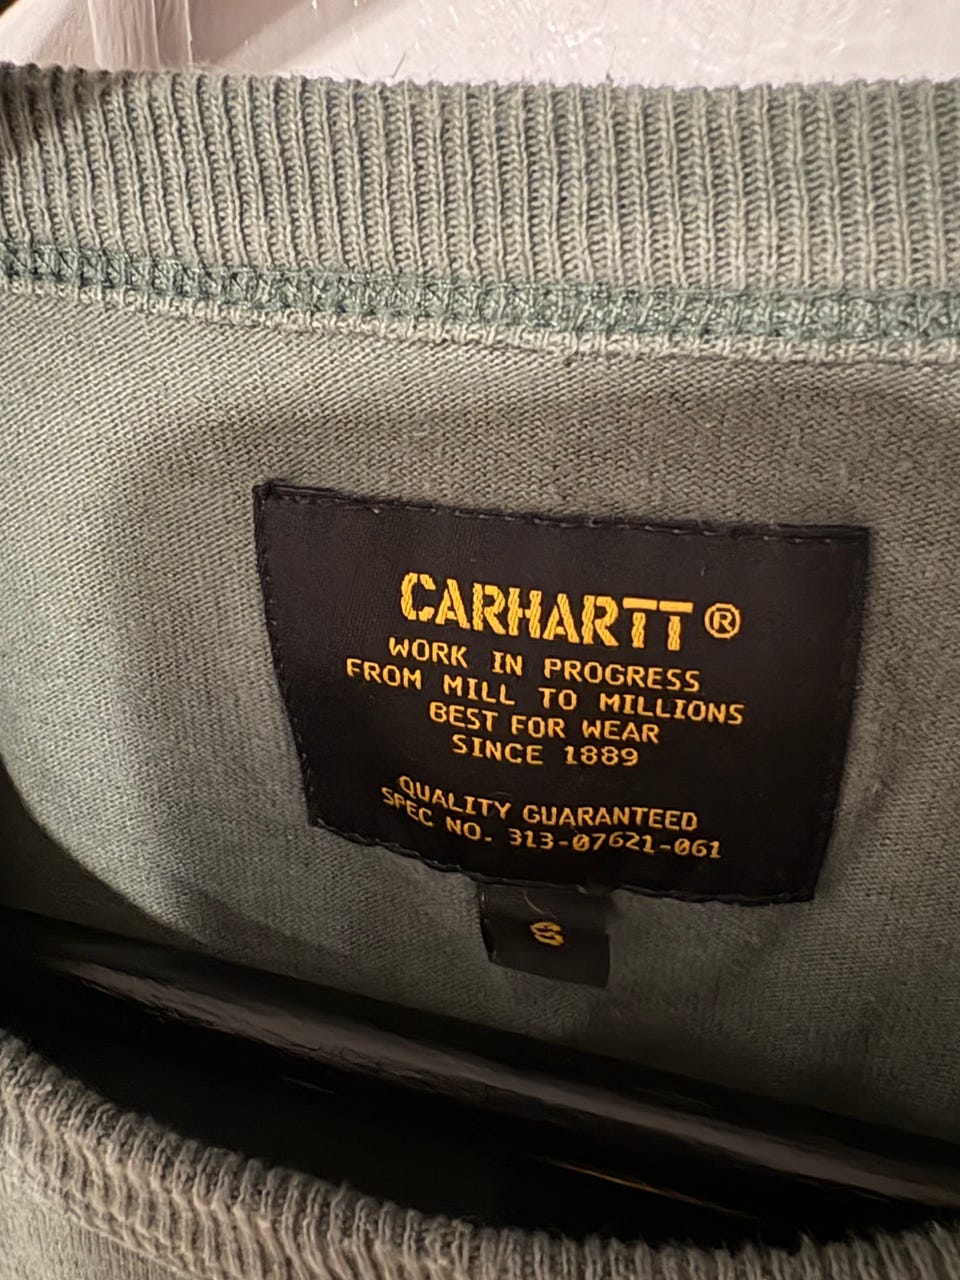 CARHARTT®
WORK IN PROGRESS
FROM MILL TO MILLIONS
BEST FOR WEAR
SINCE 1889
QUALITY GUARANTEED
SPEC NO. 313-07621-061
S